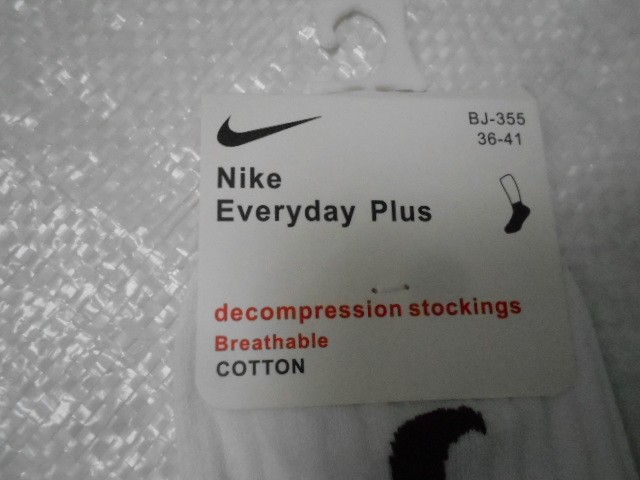 BJ-355
36-41
Nike
Everyday Plus
decompression stockings
Breathable
COTTON